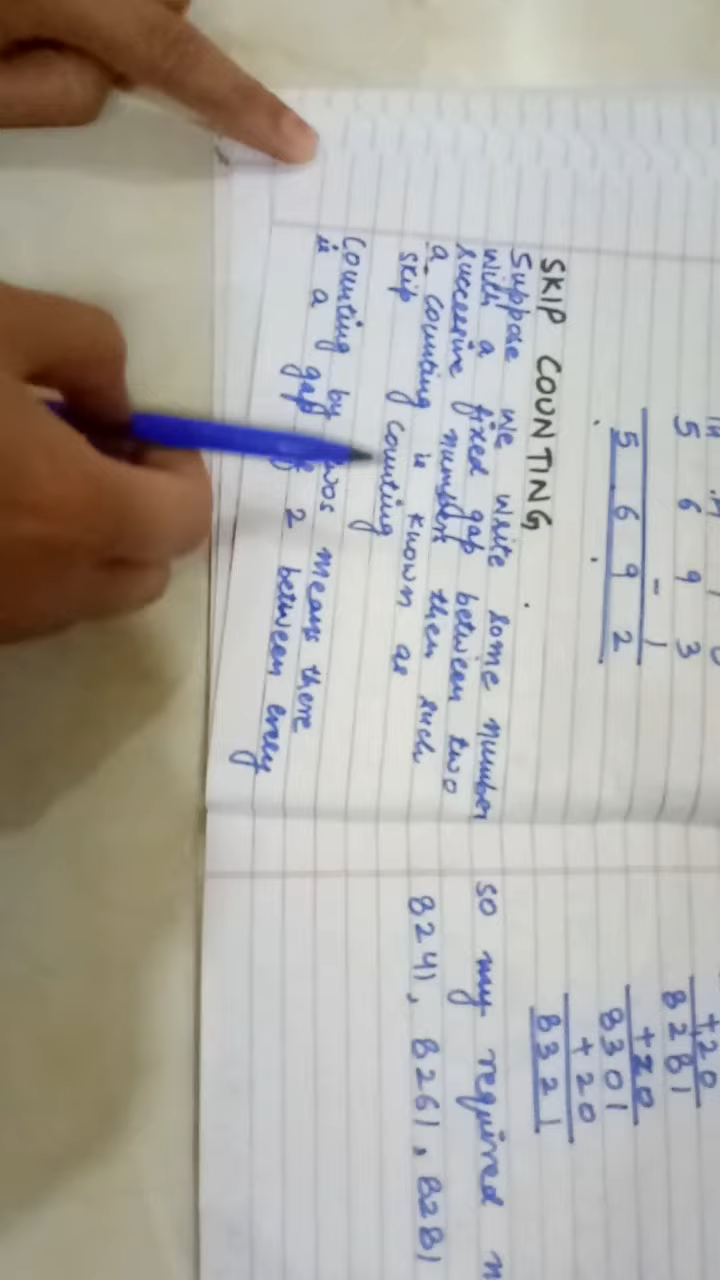 5 6 9 3
- 1
5 6 9 2
SKIP COUNTING
Suppose we write some number
with a fixed gap between two
successive numbers then such
a counting is known as
skip counting
Counting by twos means there
is a gap of 2 between every
+20
8281
+20
8301
+20
8321
so my required
8241, 8261, 8281